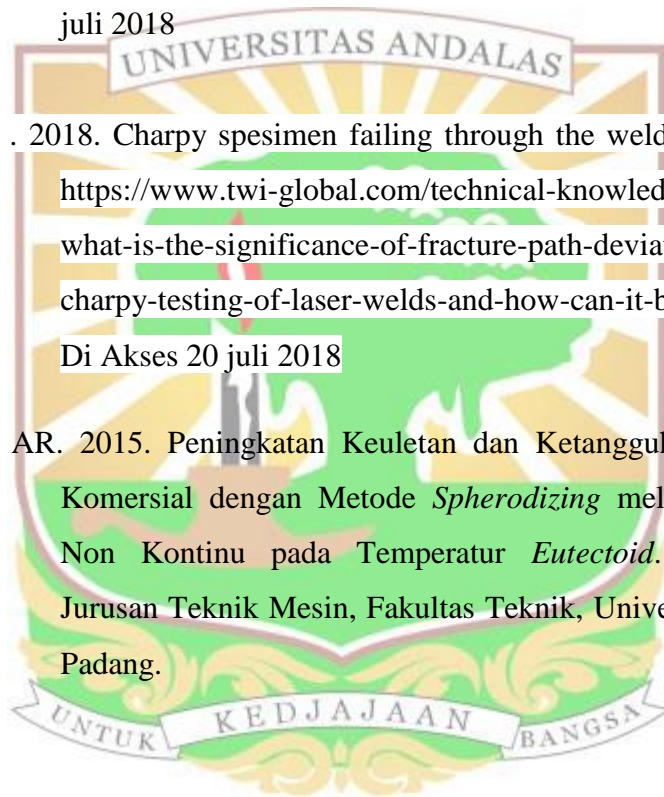 juli 2018
UNIVERSITAS ANDALAS
. 2018. Charpy spesimen failing through the weld
https://www.twi-global.com/technical-knowled
what-is-the-significance-of-fracture-path-deviat
charpy-testing-of-laser-welds-and-how-can-it-b
Di Akses 20 juli 2018
AR. 2015. Peningkatan Keuletan dan Ketanggul
Komersial dengan Metode Spherodizing mel
Non Kontinu pada Temperatur Eutectoid.
Jurusan Teknik Mesin, Fakultas Teknik, Unive
Padang.
UNTUK KEDJAJAAN BANGSA